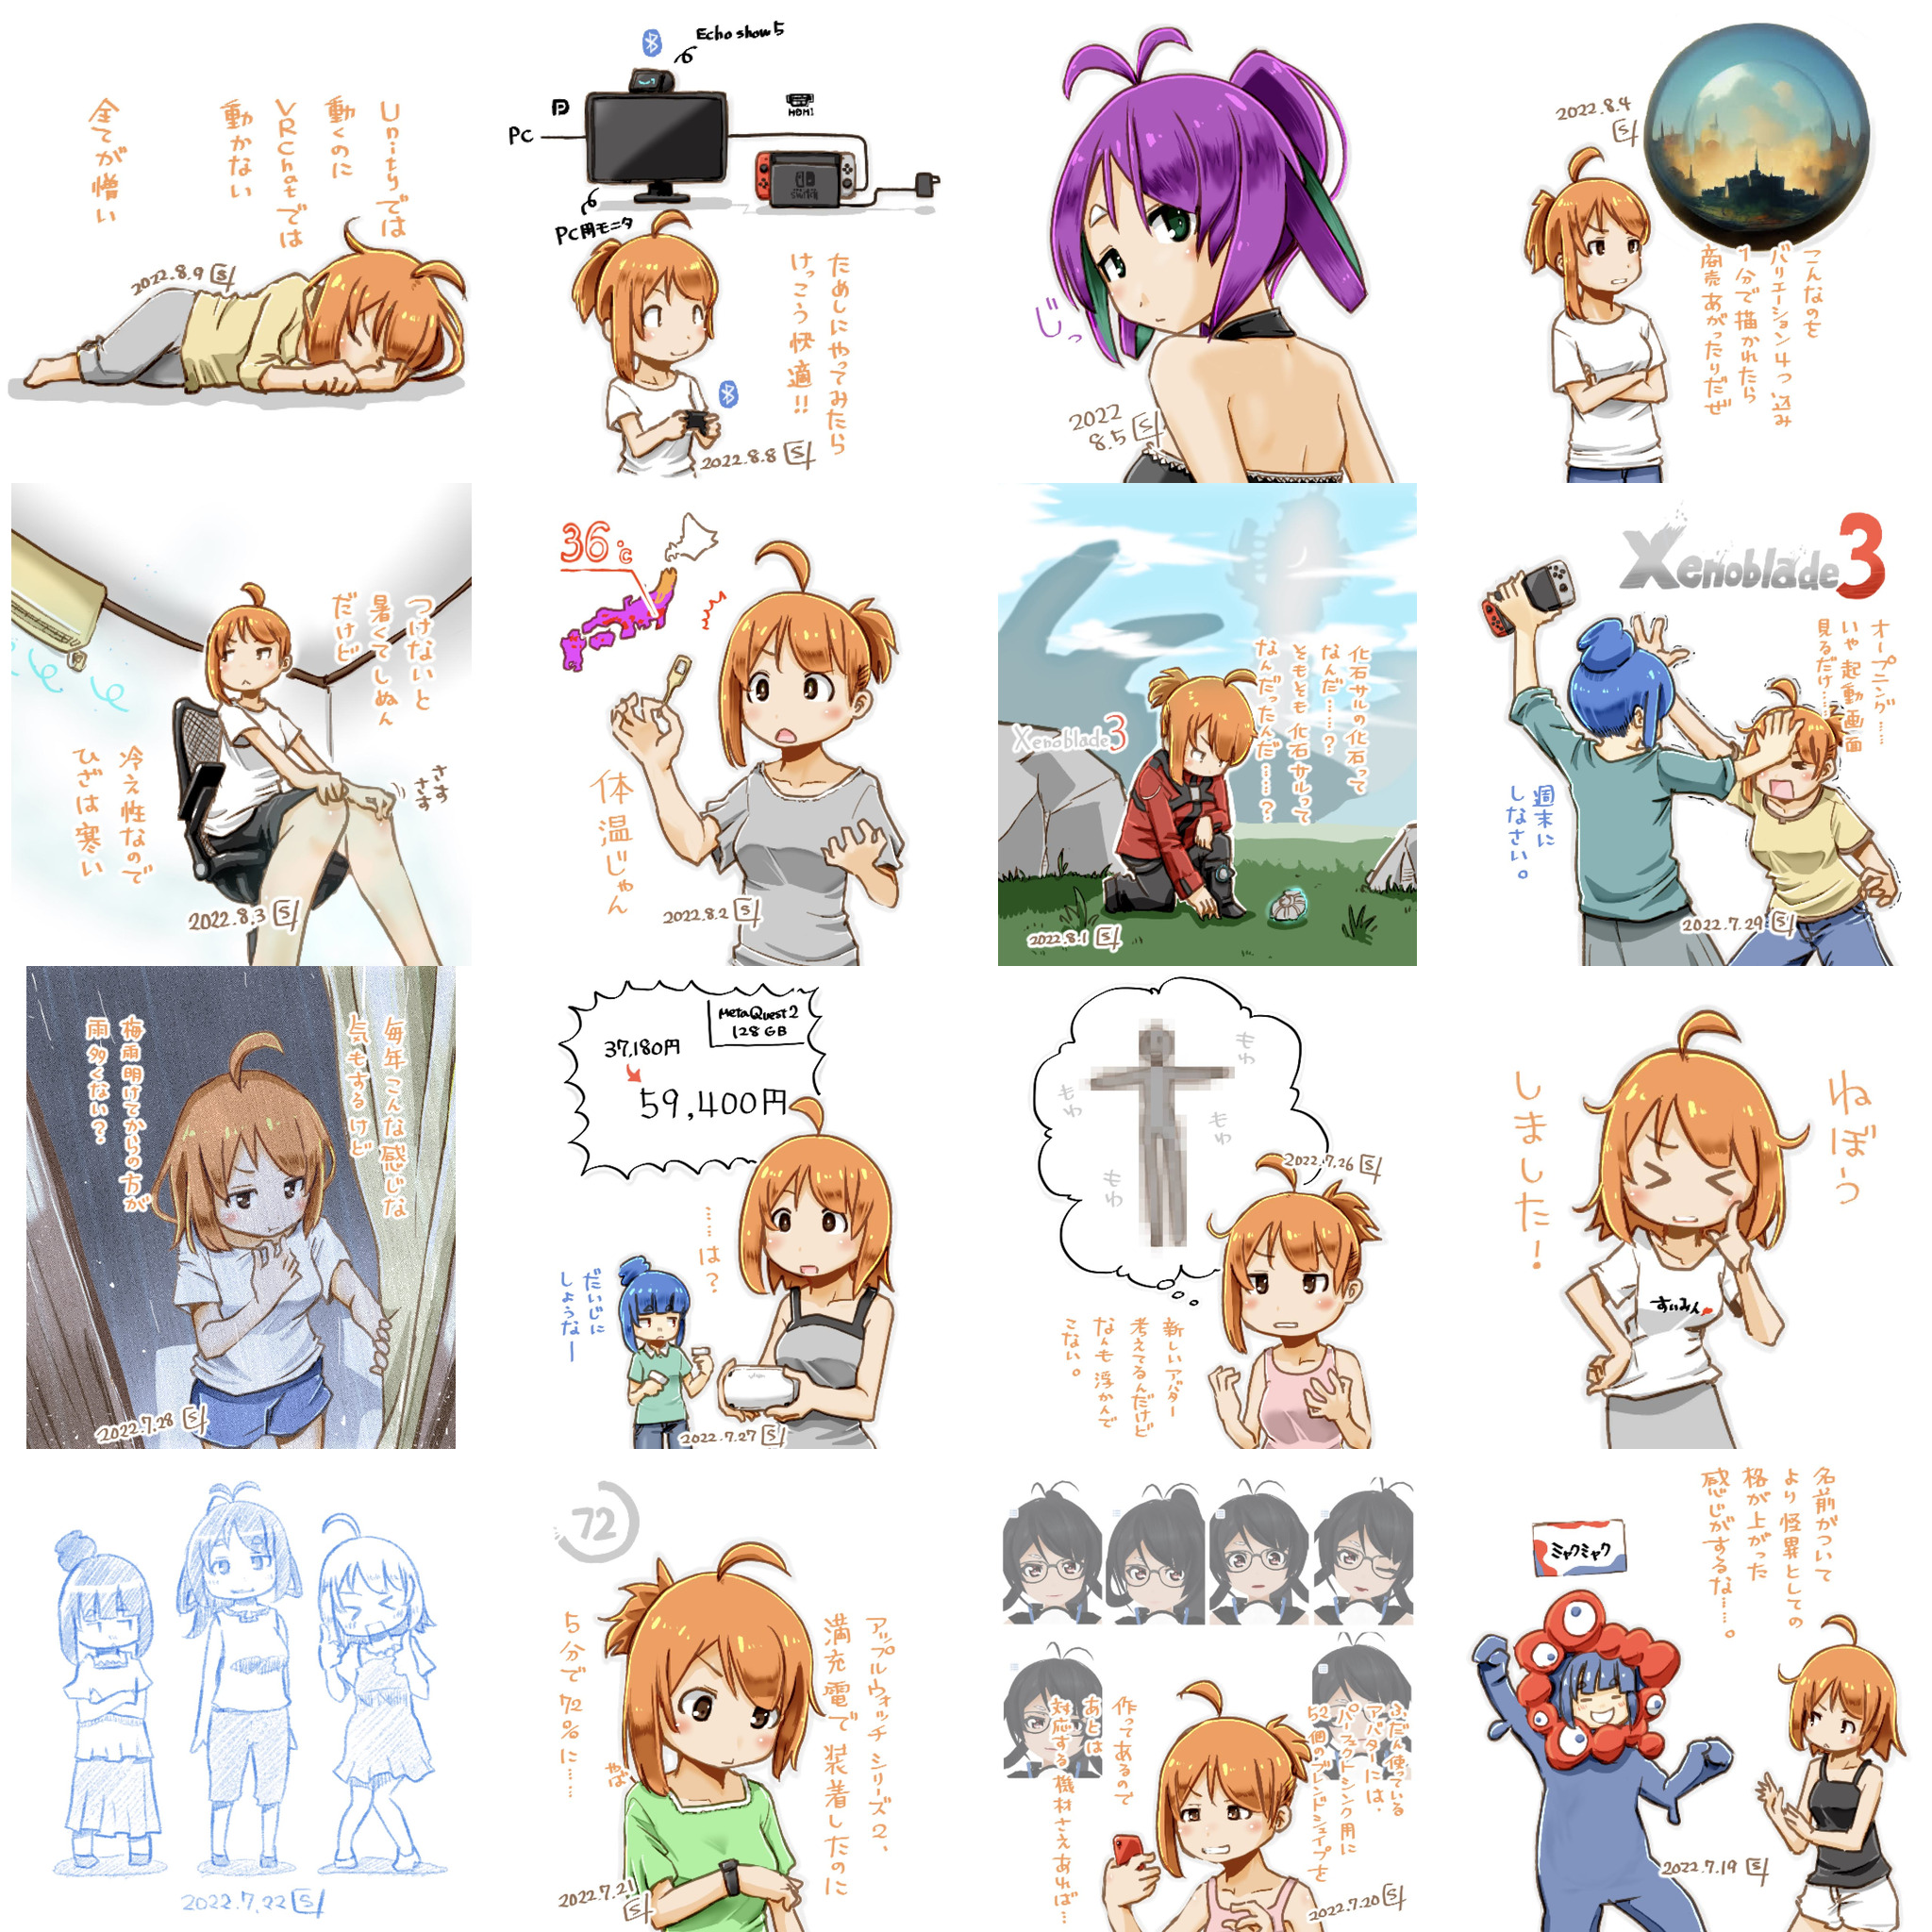 Unityでは
動くのに
VRChatでは
動かない
全てが憎い
2022.8.9
Echo show5
PC
HDMI
PC用モニタ
ためしにやってみたら
けっこう快適!!
2022.8.8
じっ
2022
8.5
2022.8.4
こんなのを
バリエーション4つ込み
1分で描かれたら
商売あがったりだぜ
つけないと
暑くてしぬん
だけど
さす
さす
冷え性なので
ひざは寒い
2022.8.3
36℃
体温じゃん
2022.8.2
化石サルの化石って
なんだ……?
そもそも化石サルって
なんだったんだ……?
Xenoblade3
2022.8.1
Xenoblade3
オープニング……
いや起動画面
見るだけ……
週末に
しなさい。
2022.7.29
毎年こんな感じな
気もするけど
梅雨明けてからの方が
雨多くない?
2022.7.28
MetaQuest2
128GB
37,180円
59,400円
……は?
だいじに
しような―
2022.7.27
もわ
もわ
もわ
もわ
2022.7.26
新しいアバター
考えてるんだけど
なんも浮かんで
こない。
ねぼう
しました!
すいみん
2022.7.22
72
アップルウォッチ シリーズ2、
満充電で装着したのに
5分で72%に……
やば
2022.7.21
ふだん使っている
アバターには、
パーフェクトシンク用に
52個のブレンドシェイプを
作ってあるので
あとは
対応する機材さえあれば…
2022.7.20
名前がついて
より怪異としての
格が上がった
感じがするな……。
ミャクミャク
2022.7.19